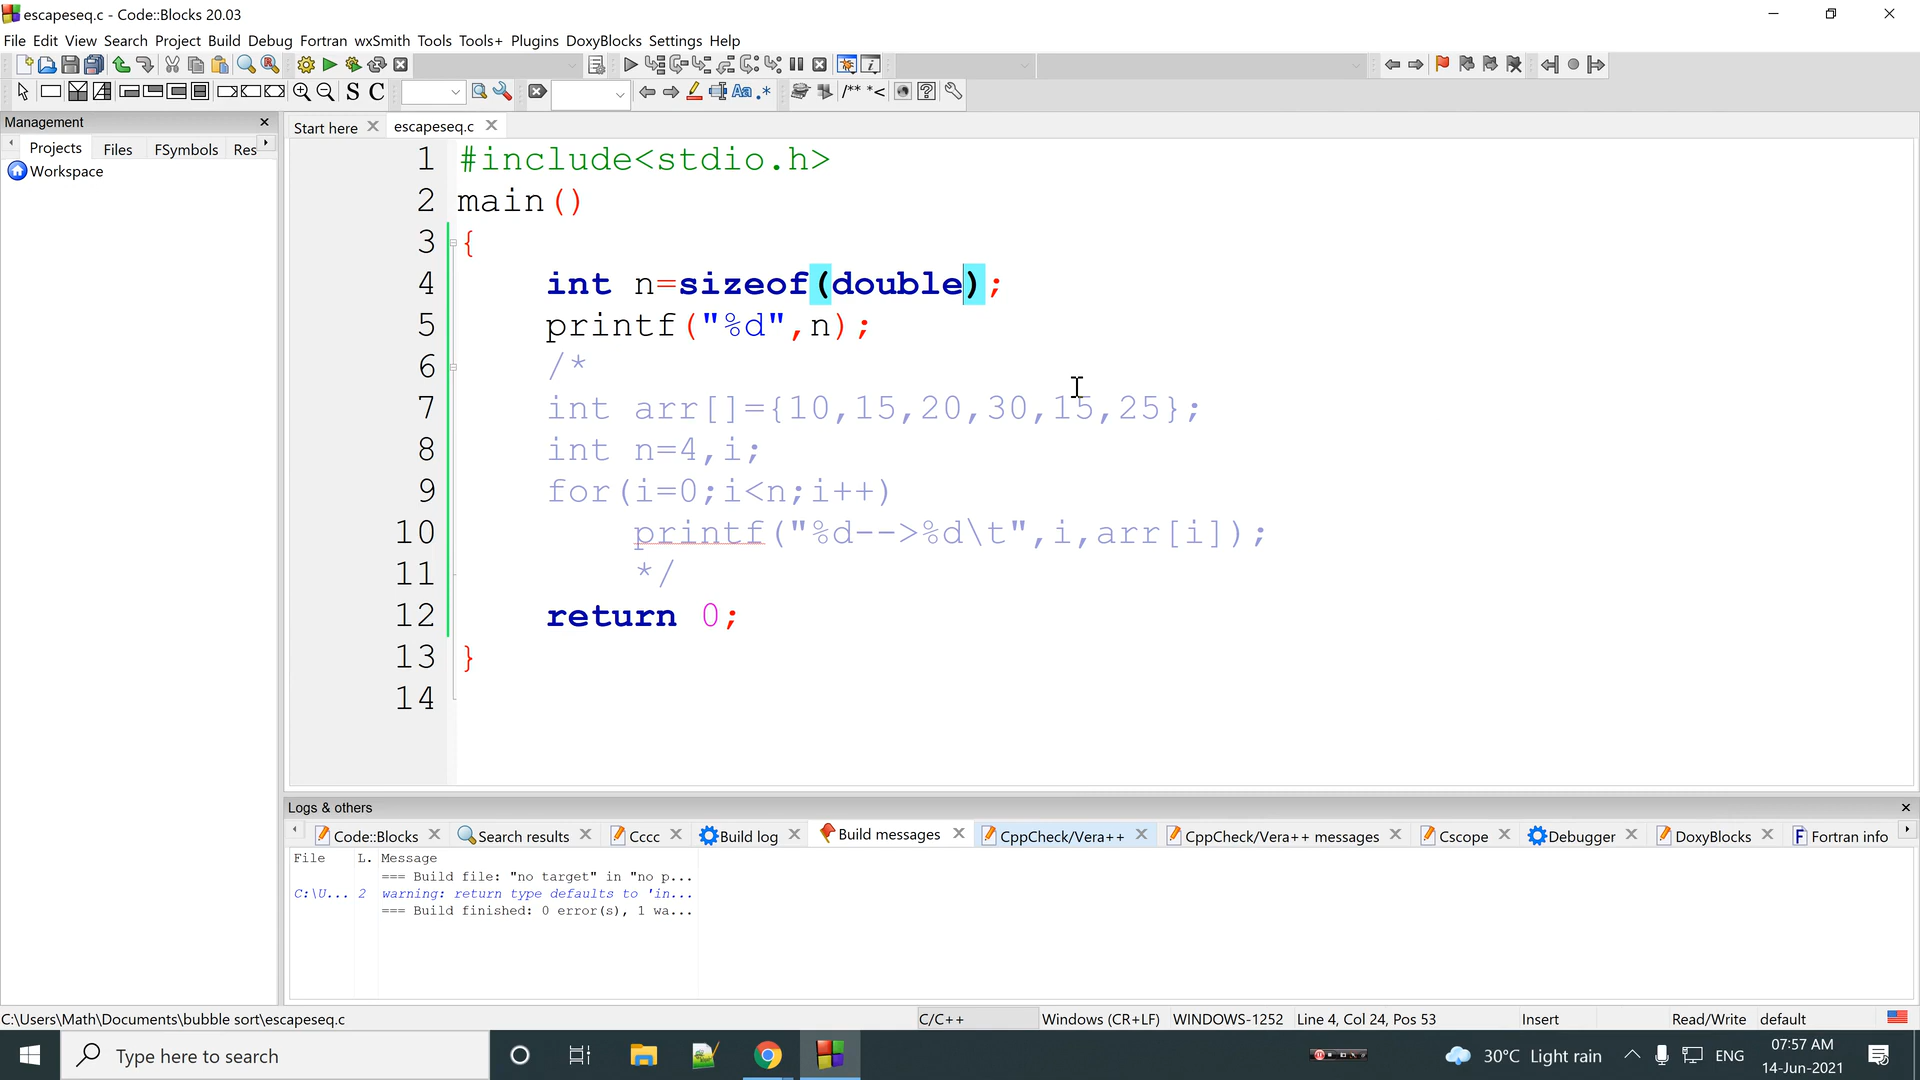 escapeseq.c - Code::Blocks 20.03
File Edit View Search Project Build Debug Fortran wxSmith Tools Tools+ Plugins DoxyBlocks Settings Help
S C
Aa .* /** *<
Management
Projects Files FSymbols Res
Workspace
Start here escapeseq.c
1 #include<stdio.h>
2 main()
3 {
4 int n=sizeof(double);
5 printf("%d",n);
6 /*
7 int arr[]={10,15,20,30,15,25};
8 int n=4,i;
9 for(i=0;i<n;i++)
10 printf("%d-->%d\t",i,arr[i]);
11 */
12 return 0;
13 }
14
Logs & others
Code::Blocks Search results Cccc Build log Build messages CppCheck/Vera++ CppCheck/Vera++ messages Cscope Debugger DoxyBlocks Fortran info
File L. Message
=== Build file: "no target" in "no p...
C:\U... 2 warning: return type defaults to 'in...
=== Build finished: 0 error(s), 1 wa...
C:\Users\Math\Documents\bubble sort\escapeseq.c C/C++ Windows (CR+LF) WINDOWS-1252 Line 4, Col 24, Pos 53 Insert Read/Write default
Type here to search 30°C Light rain ENG 07:57 AM
14-Jun-2021